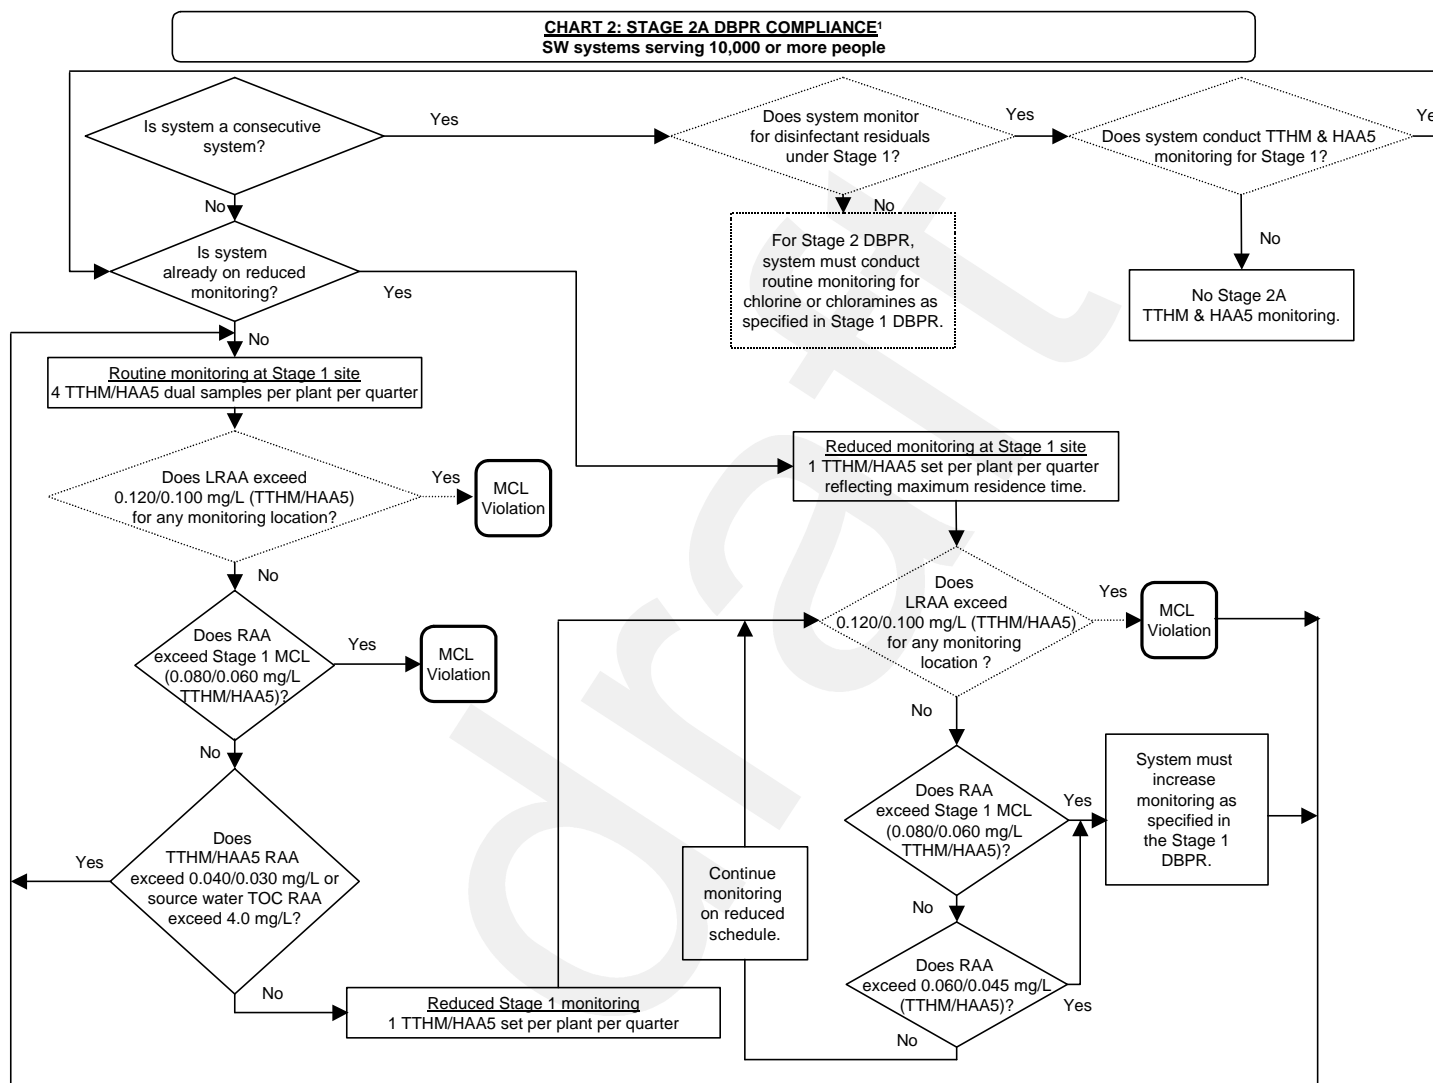 CHART 2: STAGE 2A DBPR COMPLIANCE¹
SW systems serving 10,000 or more people
Is system a consecutive
system?
Yes
Does system monitor
for disinfectant residuals
under Stage 1?
Yes
Does system conduct TTHM & HAA5
monitoring for Stage 1?
Ye
No
No
For Stage 2 DBPR,
system must conduct
routine monitoring for
chlorine or chloramines as
specified in Stage 1 DBPR.
No
No Stage 2A
TTHM & HAA5 monitoring.
Is system
already on reduced
monitoring?
Yes
No
Routine monitoring at Stage 1 site
4 TTHM/HAA5 dual samples per plant per quarter
Does LRAA exceed
0.120/0.100 mg/L (TTHM/HAA5)
for any monitoring location?
Yes
MCL
Violation
No
Does RAA
exceed Stage 1 MCL
(0.080/0.060 mg/L
TTHM/HAA5)?
Yes
MCL
Violation
No
Does
TTHM/HAA5 RAA
exceed 0.040/0.030 mg/L or
source water TOC RAA
exceed 4.0 mg/L?
Yes
No
Reduced Stage 1 monitoring
1 TTHM/HAA5 set per plant per quarter
Reduced monitoring at Stage 1 site
1 TTHM/HAA5 set per plant per quarter
reflecting maximum residence time.
Does
LRAA exceed
0.120/0.100 mg/L (TTHM/HAA5)
for any monitoring
location ?
Yes
MCL
Violation
No
Does RAA
exceed Stage 1 MCL
(0.080/0.060 mg/L
TTHM/HAA5)?
Yes
System must
increase
monitoring as
specified in
the Stage 1
DBPR.
No
Does RAA
exceed 0.060/0.045 mg/L
(TTHM/HAA5)?
Yes
No
Continue
monitoring
on reduced
schedule.
draft